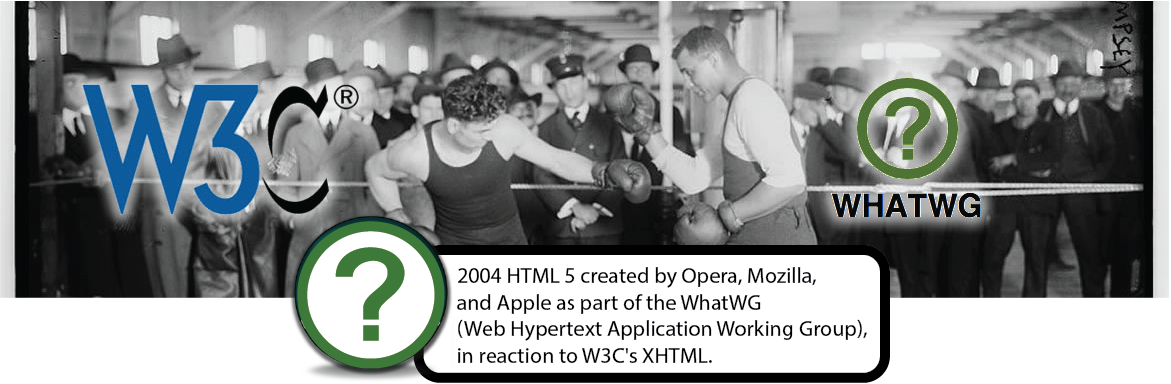 MPSEY
W3C®
?
WHATWG
?
2004 HTML 5 created by Opera, Mozilla,
and Apple as part of the WhatWG
(Web Hypertext Application Working Group),
in reaction to W3C's XHTML.